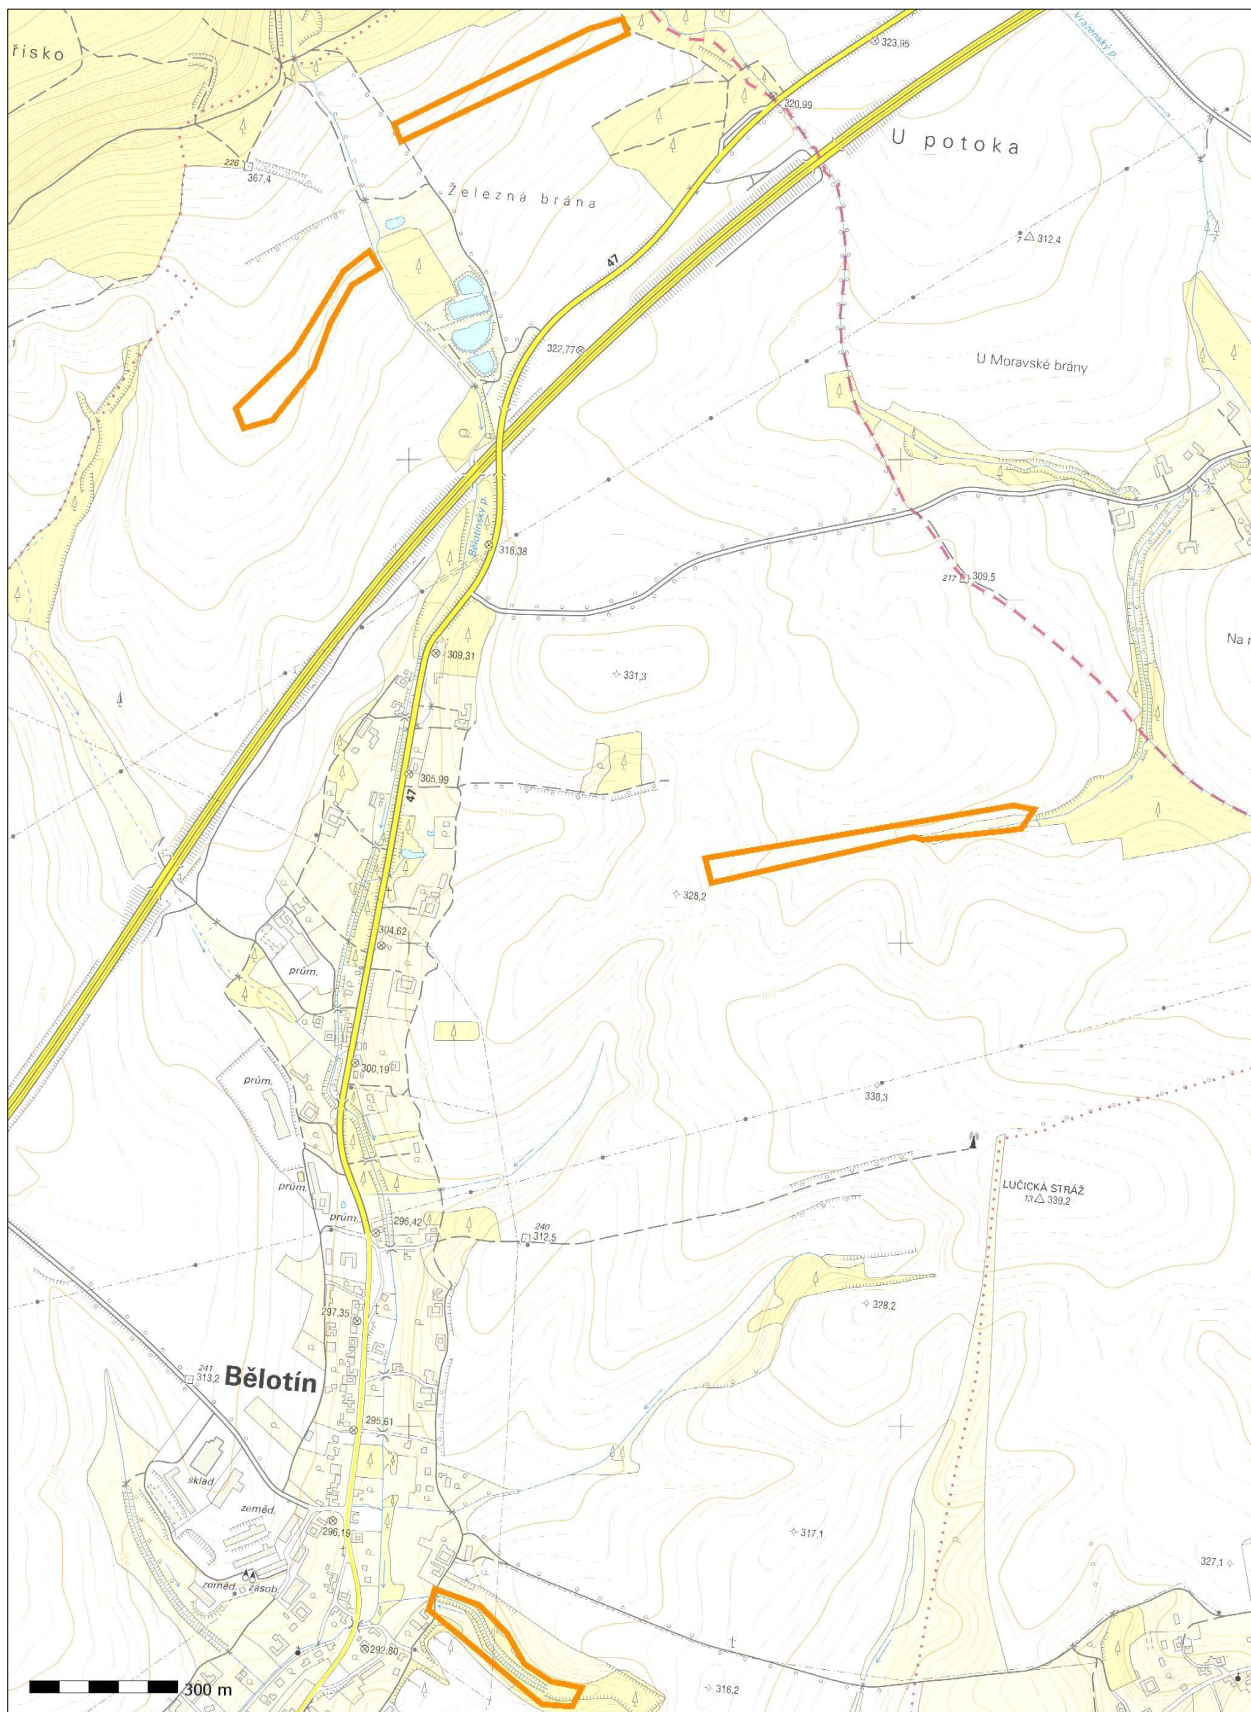 řisko
Vraženský p.
323,95
320,99
U potoka
226
367,4
Železná brána
7
312,4
47
322,77
U Moravské brány
Bělotínský p.
316,38
217
309,5
309,31
331,3
Na r
305,99
47
328,2
304,62
prům.
300,19
prům.
338,3
prům.
LUČICKÁ STRÁŽ
13
339,2
prům.
296,42
240
312,5
297,35
328,2
241
313,2
Bělotín
295,61
sklad.
zeměd.
296,19
317,1
327,1
zeměd.
zásob.
292,80
316,2
300 m